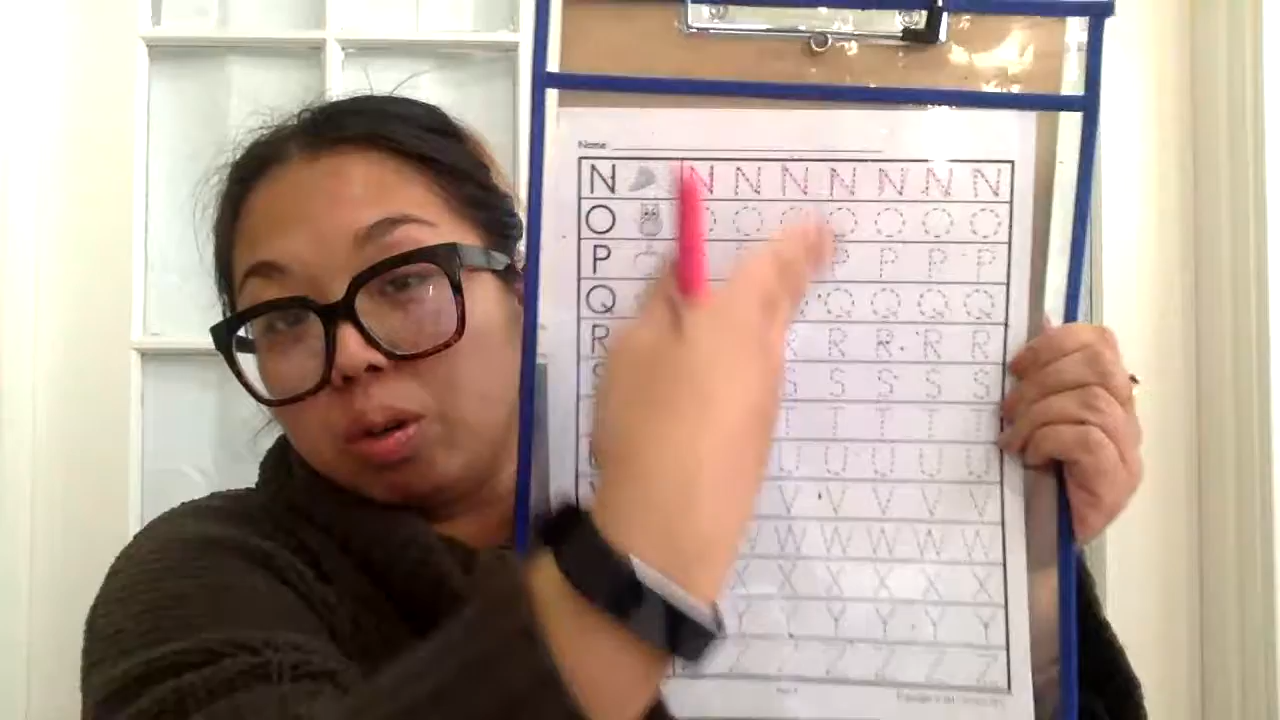 Name
N N N N N N N N
O O O O O O O O
P P P P P
Q Q Q Q Q
R R R R R R
S S S S S
T T T T T
U U U U U
V V V V V
W W W W W
X X X X X X
Y Y Y Y Y
Z Z Z Z Z Z